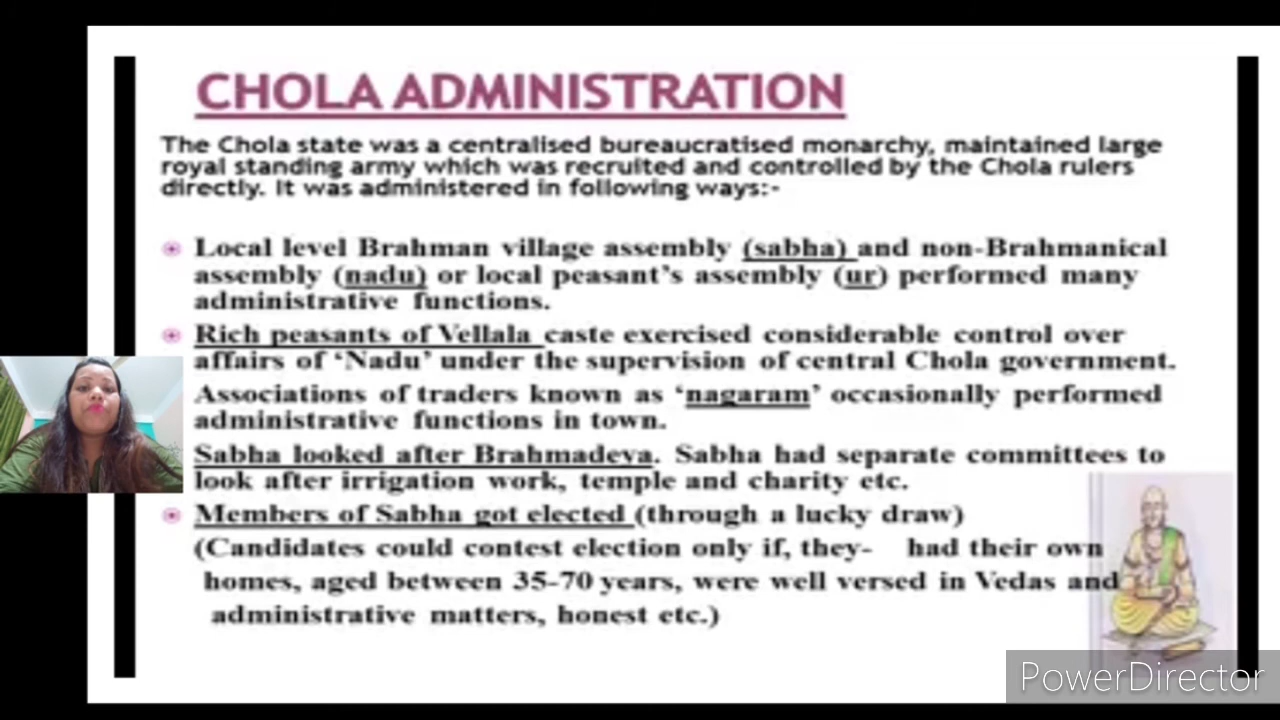 CHOLA ADMINISTRATION
The Chola state was a centralised bureaucratised monarchy, maintained large
royal standing army which was recruited and controlled by the Chola rulers
directly. It was administered in following ways:-
Local level Brahman village assembly (sabha) and non-Brahmanical
assembly (nadu) or local peasant's assembly (ur) performed many
administrative functions.
Rich peasants of Vellala caste exercised considerable control over
affairs of ‘Nadu’ under the supervision of central Chola government.
Associations of traders known as ‘nagaram’ occasionally performed
administrative functions in town.
Sabha looked after Brahmadeya. Sabha had separate committees to
look after irrigation work, temple and charity etc.
Members of Sabha got elected (through a lucky draw)
(Candidates could contest election only if, they- had their own
homes, aged between 35-70 years, were well versed in Vedas and
administrative matters, honest etc.)
PowerDirector